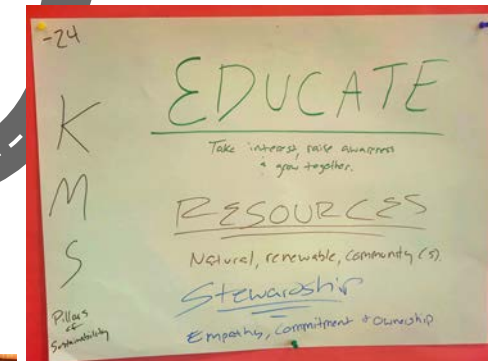 -24
K
M
S
Pillars
of
Sustainability
EDUCATE
Take interest, raise awareness
& grow together.
RESOURCES
Natural, renewable, community (s).
Stewardship
Empathy, Commitment & Ownership